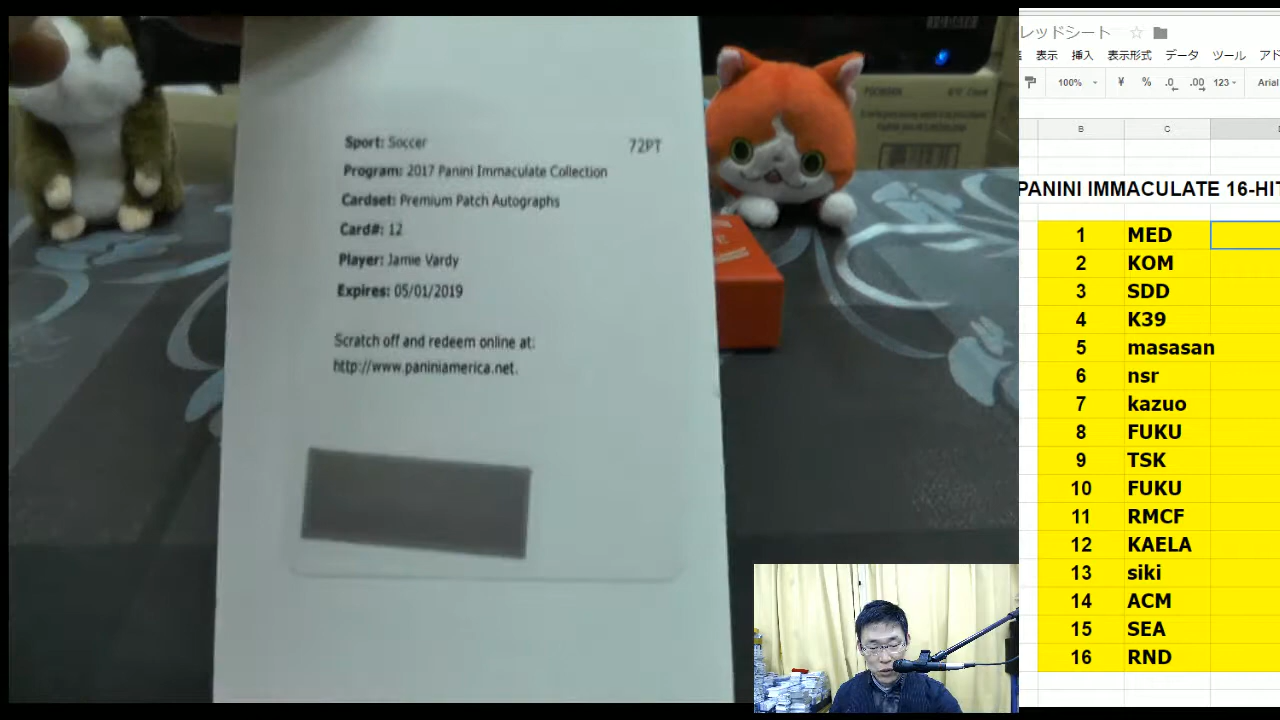 Sport: Soccer
72PT
Program: 2017 Panini Immaculate Collection
Cardset: Premium Patch Autographs
Card#: 12
Player: Jamie Vardy
Expires: 05/01/2019
Scratch off and redeem online at:
http://www.paniniamerica.net.
レッドシート
表示 挿入 表示形式 データ ツール アド
100% ¥ % .0 .00 123 Arial
B C
PANINI IMMACULATE 16-HIT
1 MED
2 KOM
3 SDD
4 K39
5 masasan
6 nsr
7 kazuo
8 FUKU
9 TSK
10 FUKU
11 RMCF
12 KAELA
13 siki
14 ACM
15 SEA
16 RND